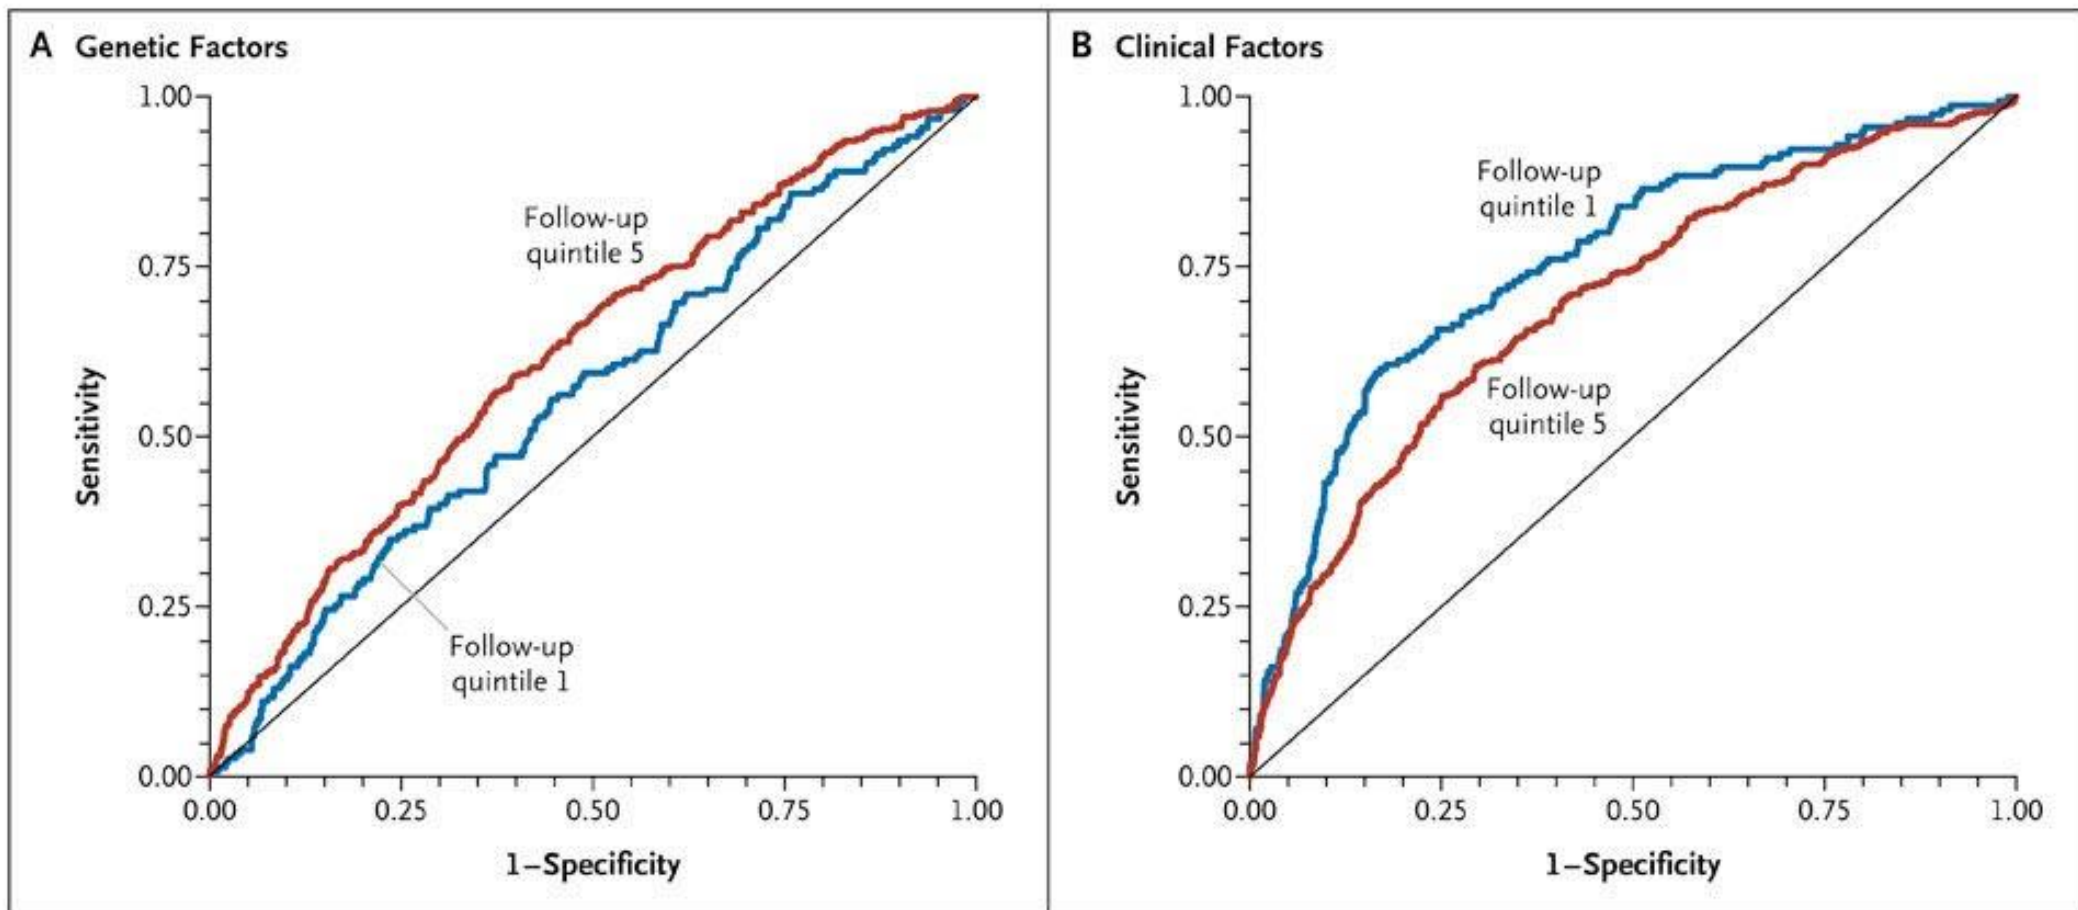 A Genetic Factors
1.00
0.75
0.50
0.25
0.00
Sensitivity
Follow-up
quintile 5
Follow-up
quintile 1
0.00 0.25 0.50 0.75 1.00
1–Specificity
B Clinical Factors
1.00
0.75
0.50
0.25
0.00
Sensitivity
Follow-up
quintile 1
Follow-up
quintile 5
0.00 0.25 0.50 0.75 1.00
1–Specificity